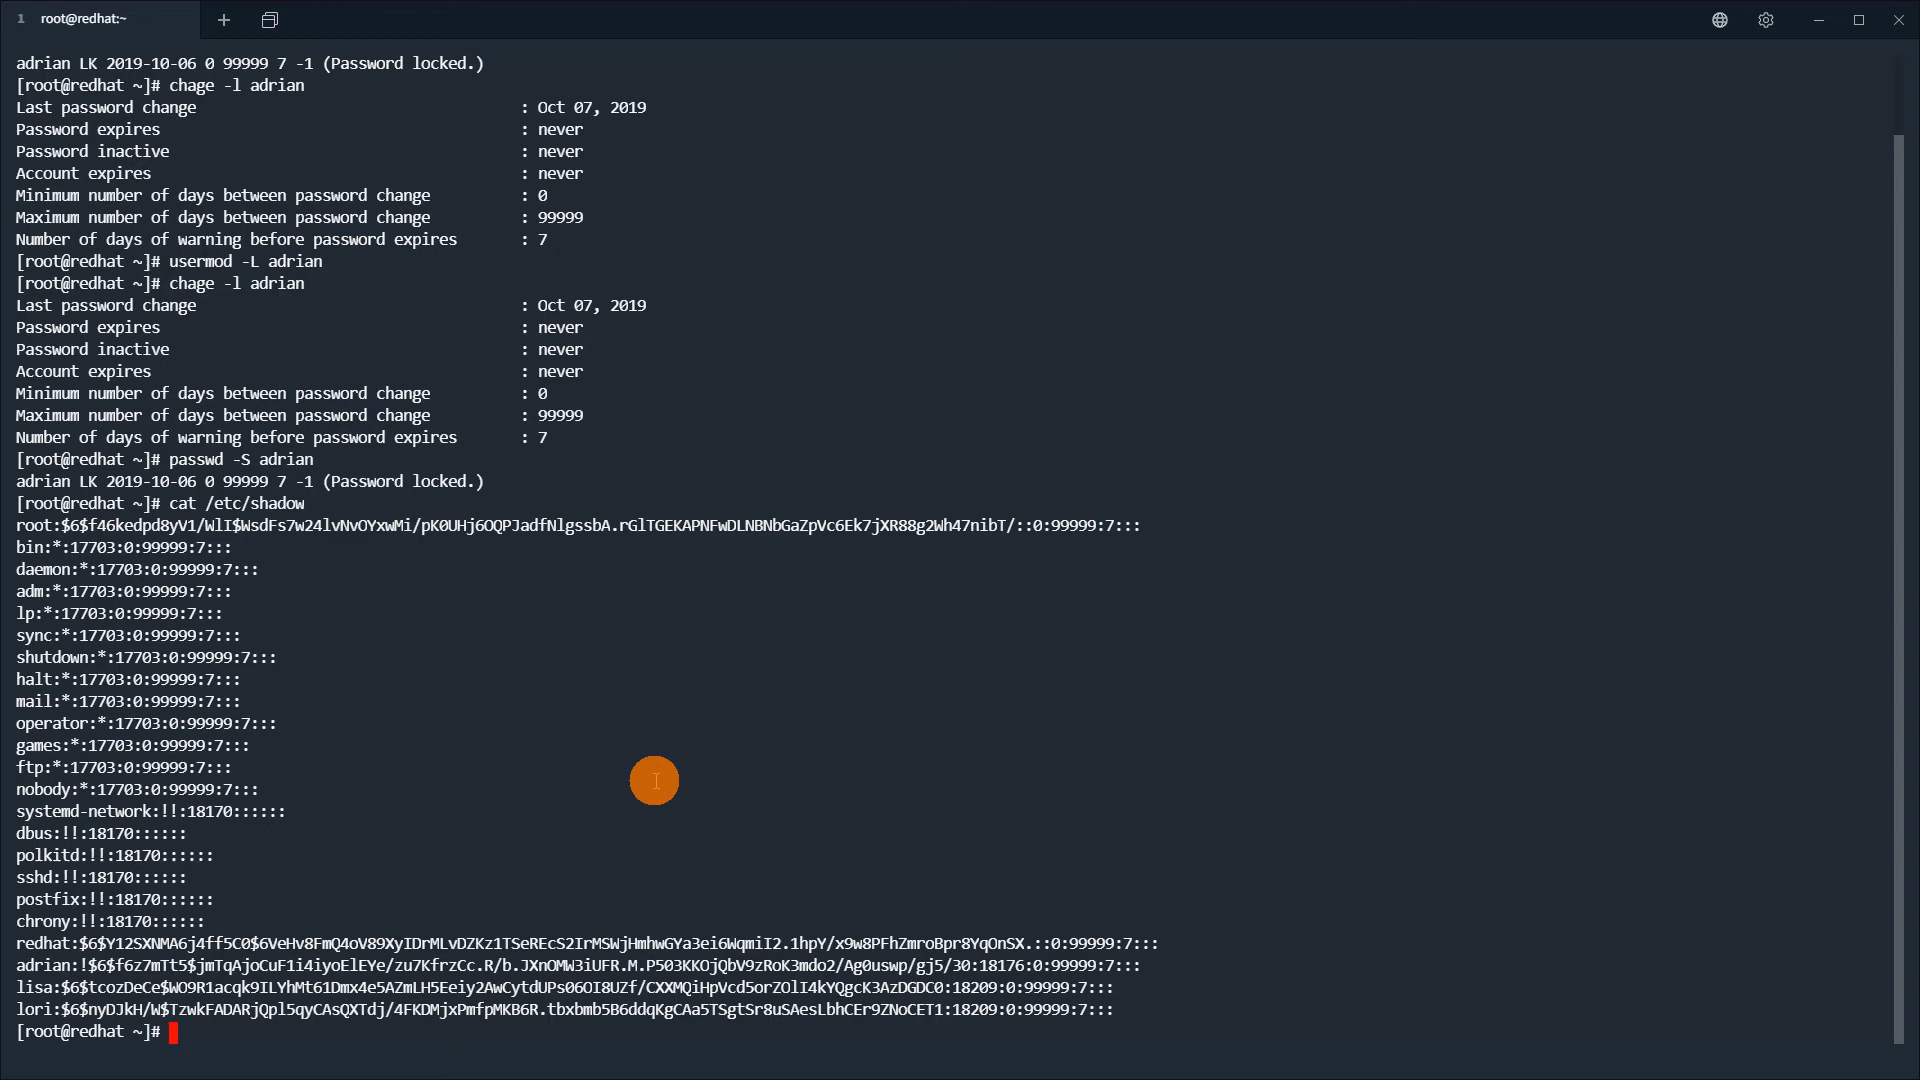 1 root@redhat:~
adrian LK 2019-10-06 0 99999 7 -1 (Password locked.)
[root@redhat ~]# chage -l adrian
Last password change : Oct 07, 2019
Password expires : never
Password inactive : never
Account expires : never
Minimum number of days between password change : 0
Maximum number of days between password change : 99999
Number of days of warning before password expires : 7
[root@redhat ~]# usermod -L adrian
[root@redhat ~]# chage -l adrian
Last password change : Oct 07, 2019
Password expires : never
Password inactive : never
Account expires : never
Minimum number of days between password change : 0
Maximum number of days between password change : 99999
Number of days of warning before password expires : 7
[root@redhat ~]# passwd -S adrian
adrian LK 2019-10-06 0 99999 7 -1 (Password locked.)
[root@redhat ~]# cat /etc/shadow
root:$6$f46kedpd8yV1/WlI$WsdFs7w24lvNvOYxwMi/pK0UHj6OQPJadfNlgssbA.rGlTGEKAPNFwDLNBNbGaZpVc6Ek7jXR88g2Wh47nibT/::0:99999:7:::
bin:*:17703:0:99999:7:::
daemon:*:17703:0:99999:7:::
adm:*:17703:0:99999:7:::
lp:*:17703:0:99999:7:::
sync:*:17703:0:99999:7:::
shutdown:*:17703:0:99999:7:::
halt:*:17703:0:99999:7:::
mail:*:17703:0:99999:7:::
operator:*:17703:0:99999:7:::
games:*:17703:0:99999:7:::
ftp:*:17703:0:99999:7:::
nobody:*:17703:0:99999:7:::
systemd-network:!!:18170::::::
dbus:!!:18170::::::
polkitd:!!:18170::::::
sshd:!!:18170::::::
postfix:!!:18170::::::
chrony:!!:18170::::::
redhat:$6$Y12SXNMA6j4ff5C0$6VeHv8FmQ4oV89XyIDrMLvDZKz1TSeREcS2IrMSWjHmhwGYa3ei6WqmiI2.1hpY/x9w8PFhZmroBpr8YqOnSX.::0:99999:7:::
adrian:!$6$f6z7mTt5$jmTqAjoCuF1i4iyoElEYe/zu7KfrzCc.R/b.JXnOMW3iUFR.M.P503KKOjQbV9zRoK3mdo2/Ag0uswp/gj5/30:18176:0:99999:7:::
lisa:$6$tcozDeCe$WO9R1acqk9ILYhMt61Dmx4e5AZmLH5Eeiy2AwCytdUPs06OI8UZf/CXXMQiHpVcd5orZOlI4kYQgcK3AzDGDC0:18209:0:99999:7:::
lori:$6$nyDJkH/W$TzwkFADARjQpl5qyCAsQXTdj/4FKDMjxPmfpMKB6R.tbxbmb5B6ddqKgCAa5TSgtSr8uSAesLbhCEr9ZNoCET1:18209:0:99999:7:::
[root@redhat ~]#